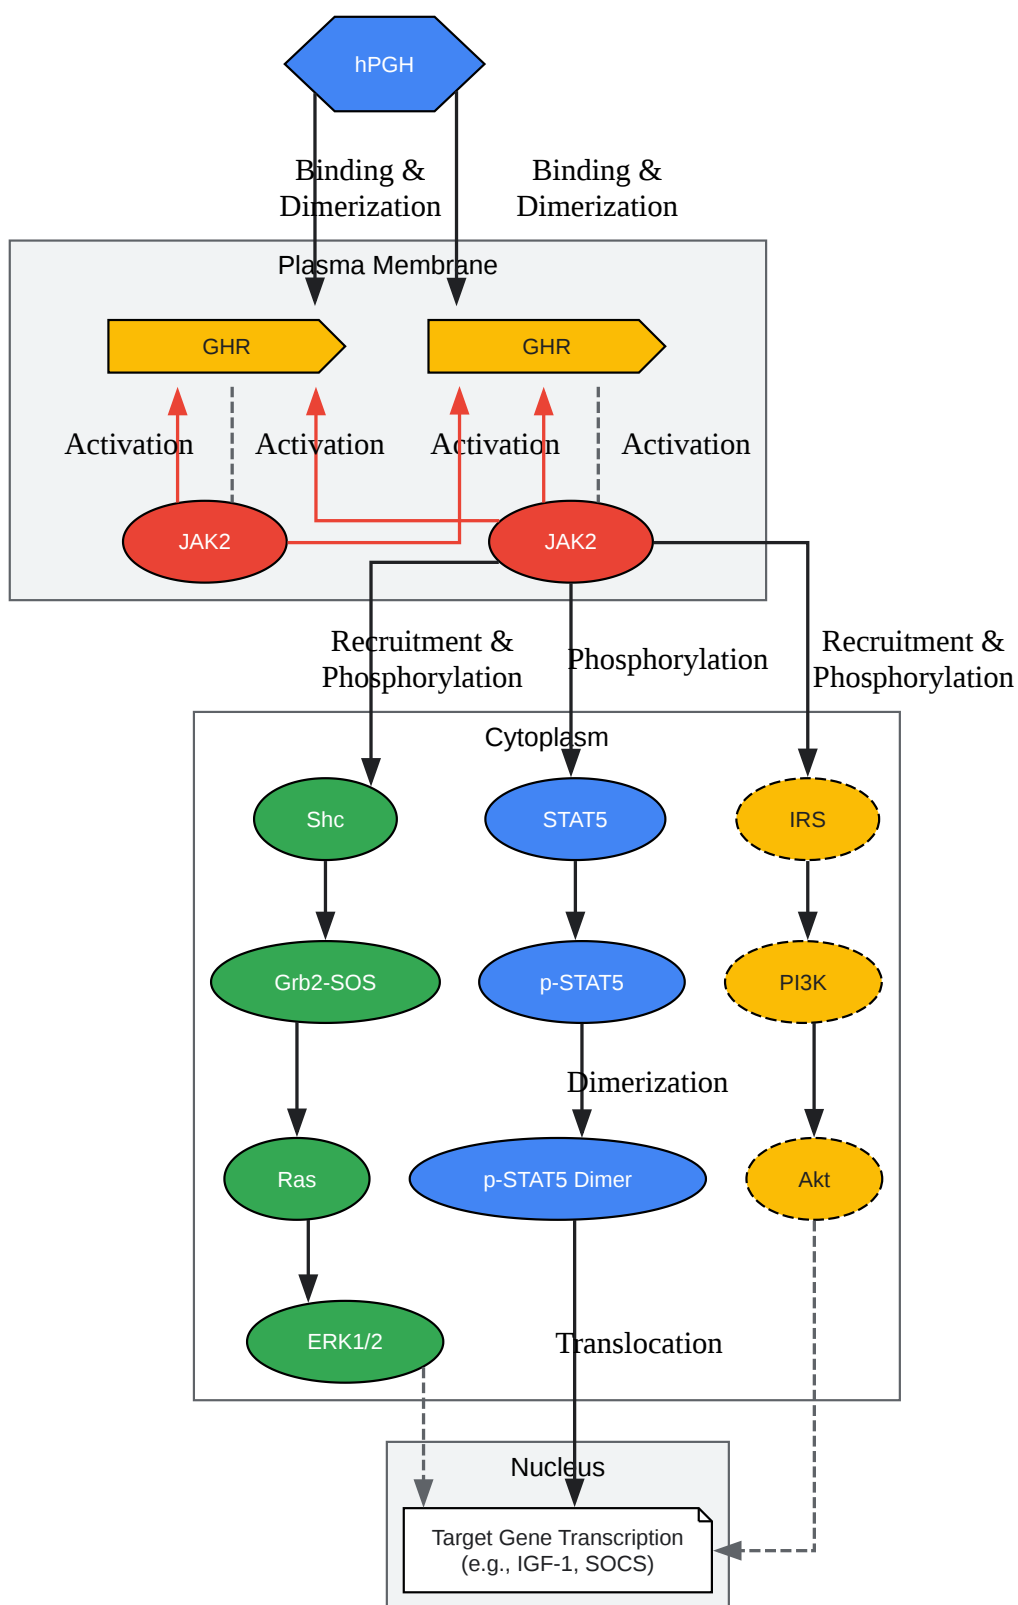 hPGH
Binding &
Dimerization
Binding &
Dimerization
Plasma Membrane
GHR
GHR
Activation
Activation
Activation
Activation
JAK2
JAK2
Recruitment &
Phosphorylation
Phosphorylation
Recruitment &
Phosphorylation
Cytoplasm
Shc
STAT5
IRS
Grb2-SOS
p-STAT5
PI3K
Dimerization
Ras
p-STAT5 Dimer
Akt
ERK1/2
Translocation
Nucleus
Target Gene Transcription
(e.g., IGF-1, SOCS)